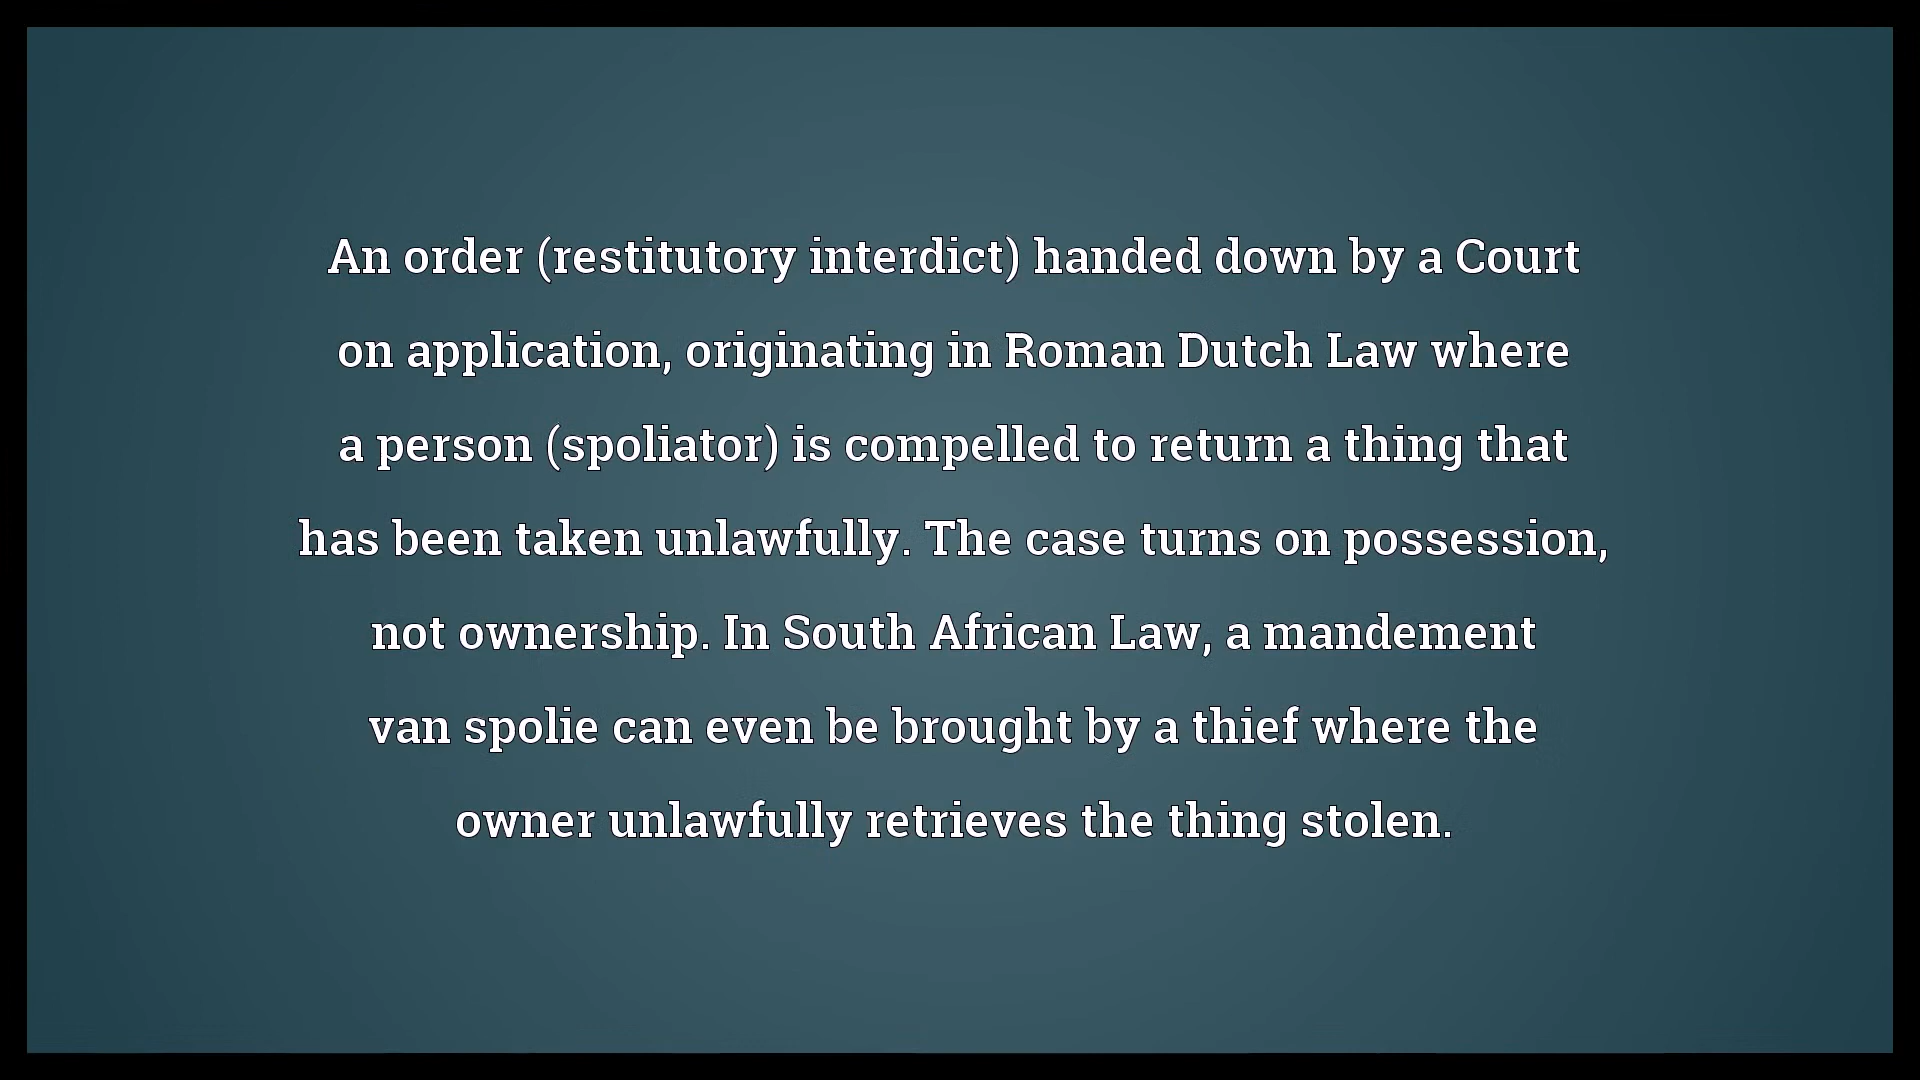 An order (restitutory interdict) handed down by a Court
on application, originating in Roman Dutch Law where
a person (spoliator) is compelled to return a thing that
has been taken unlawfully. The case turns on possession,
not ownership. In South African Law, a mandement
van spolie can even be brought by a thief where the
owner unlawfully retrieves the thing stolen.